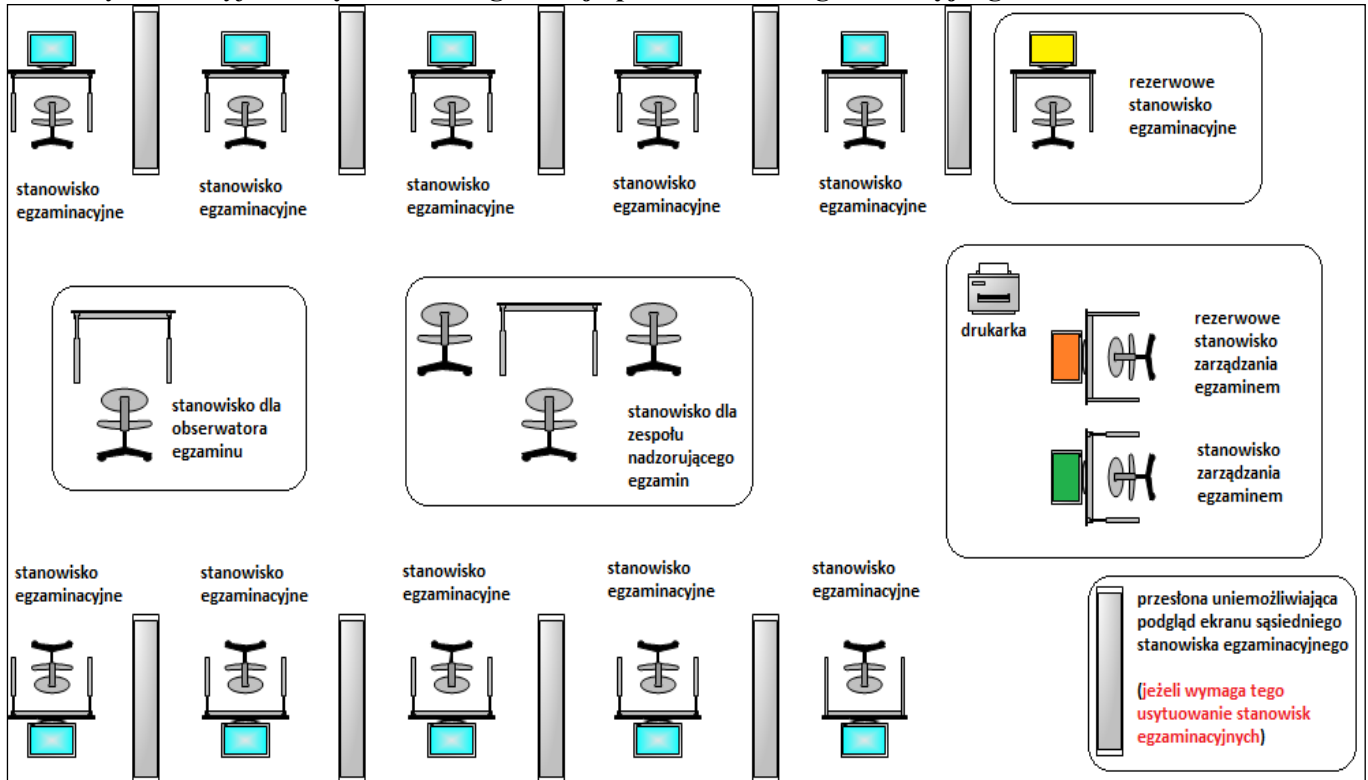 rezerwowe
stanowisko
egzaminacyjne
stanowisko
egzaminacyjne
stanowisko
egzaminacyjne
stanowisko
egzaminacyjne
stanowisko
egzaminacyjne
stanowisko
egzaminacyjne
drukarka
rezerwowe
stanowisko
zarządzania
egzaminem
stanowisko dla
obserwatora
egzaminu
stanowisko dla
zespołu
nadzorującego
egzamin
stanowisko
zarządzania
egzaminem
stanowisko
egzaminacyjne
stanowisko
egzaminacyjne
stanowisko
egzaminacyjne
stanowisko
egzaminacyjne
stanowisko
egzaminacyjne
przesłona uniemożliwiająca
podgląd ekranu sąsiedniego
stanowiska egzaminacyjnego
(jeżeli wymaga tego
usytuowanie stanowisk
egzaminacyjnych)